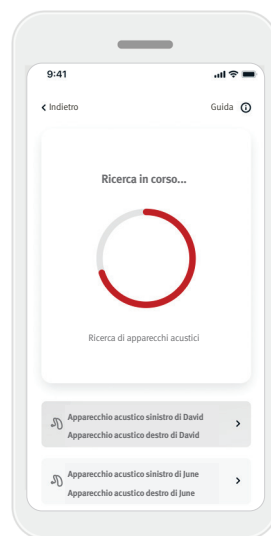 9:41
Indietro
Guida
Ricerca in corso...
Ricerca di apparecchi acustici
Apparecchio acustico sinistro di David
Apparecchio acustico destro di David
Apparecchio acustico sinistro di June
Apparecchio acustico destro di June